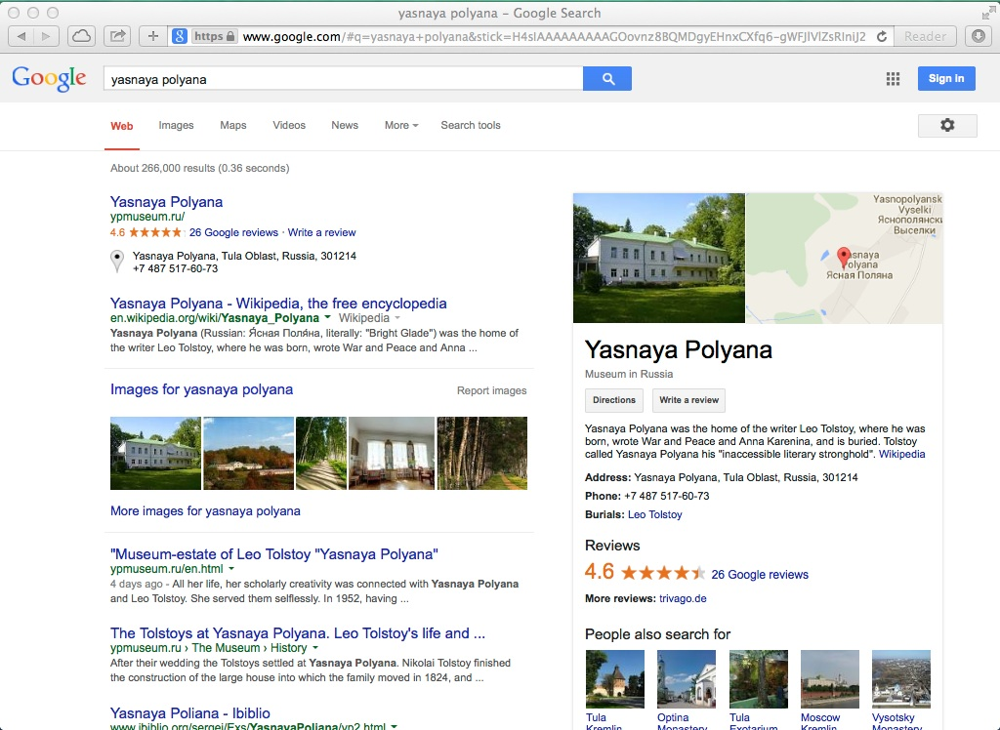 yasnaya polyana – Google Search
https www.google.com/#q=yasnaya+polyana&stick=
Reader
Google
yasnaya polyana
Sign in
Web Images Maps Videos News More Search tools
About 266,000 results (0.36 seconds)
Yasnaya Polyana
ypmuseum.ru/
4.6 ★★★★★ 26 Google reviews · Write a review
Yasnaya Polyana, Tula Oblast, Russia, 301214
+7 487 517-60-73
Yasnaya Polyana - Wikipedia, the free encyclopedia
en.wikipedia.org/wiki/Yasnaya_Polyana Wikipedia
Yasnaya Polyana (Russian: Я́сная Поля́на, literally: "Bright Glade") was the home of
the writer Leo Tolstoy, where he was born, wrote War and Peace and Anna ...
Images for yasnaya polyana
Report images
More images for yasnaya polyana
"Museum-estate of Leo Tolstoy "Yasnaya Polyana"
ypmuseum.ru/en.html
4 days ago - All her life, her scholarly creativity was connected with Yasnaya Polyana
and Leo Tolstoy. She served them selflessly. In 1952, having ...
The Tolstoys at Yasnaya Polyana. Leo Tolstoy's life and ...
ypmuseum.ru › The Museum › History
After their wedding the Tolstoys settled at Yasnaya Polyana. Nikolai Tolstoy finished
the construction of the large house into which the family moved in 1824, and ...
Yasnaya Poliana - Ibiblio
www.ibiblio.org/sergei/Exs/YasnayaPoliana/yp2.html
Yasnopolyansk
Vyselki
Яснополянски
Выселки
asnaya
olyana
Ясная Поляна
Yasnaya Polyana
Museum in Russia
Directions Write a review
Yasnaya Polyana was the home of the writer Leo Tolstoy, where he was
born, wrote War and Peace and Anna Karenina, and is buried. Tolstoy
called Yasnaya Polyana his "inaccessible literary stronghold". Wikipedia
Address: Yasnaya Polyana, Tula Oblast, Russia, 301214
Phone: +7 487 517-60-73
Burials: Leo Tolstoy
Reviews
4.6 26 Google reviews
More reviews: trivago.de
People also search for
Tula Optina Tula Moscow Vysotsky
Kremlin Monastery Exotarium Kremlin Monastery